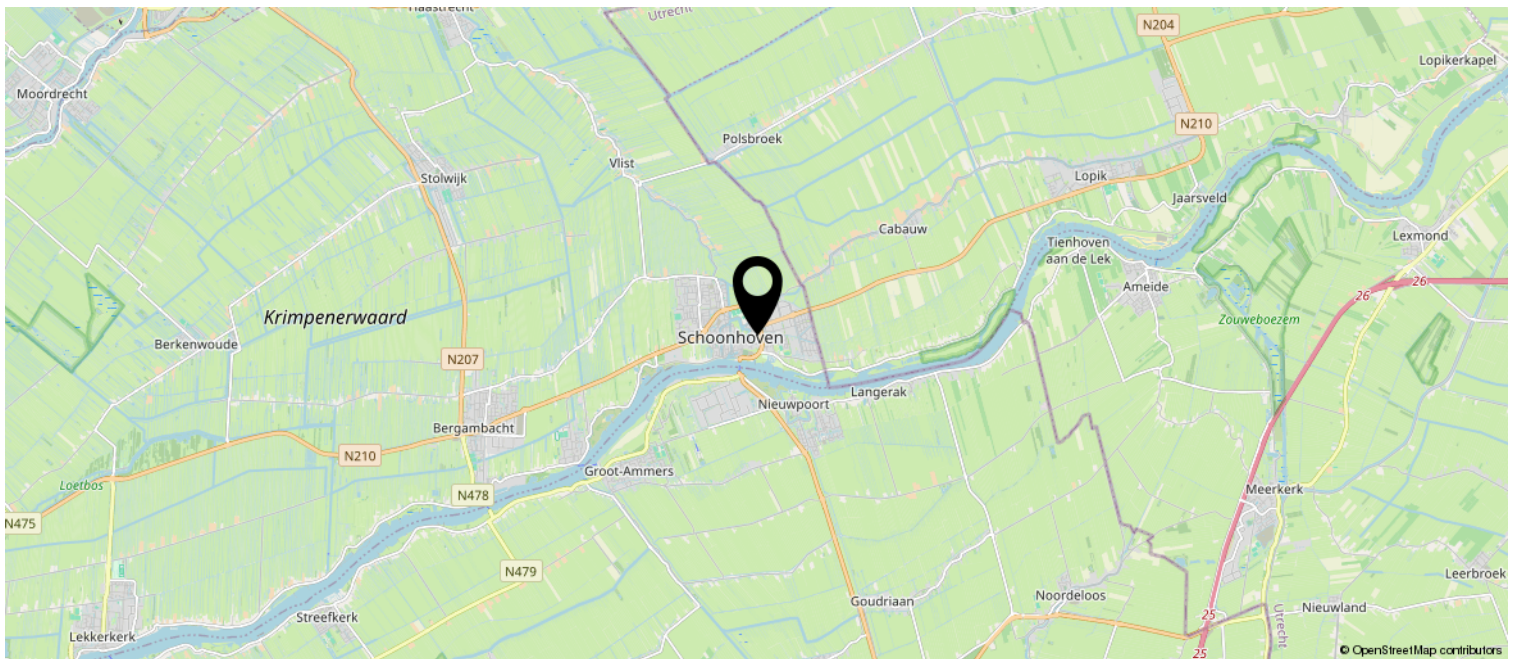 Haastrecht
Utrecht
N204
Lopikerkapel
Moordrecht
N210
Polsbroek
Vlist
Stolwijk
Lopik
Jaarsveld
Cabauw
Lexmond
Tienhoven
aan de Lek
Ameide
26
26
Krimpenerwaard
Zouweboezem
Schoonhoven
Berkenwoude
N207
Langerak
Nieuwpoort
Bergambacht
N210
Groot-Ammers
Loetbos
Meerkerk
N478
N475
N479
Leerbroek
Noordeloos
Goudriaan
Nieuwland
25
Utrecht
Streefkerk
Lekkerkerk
25
© OpenStreetMap contributors